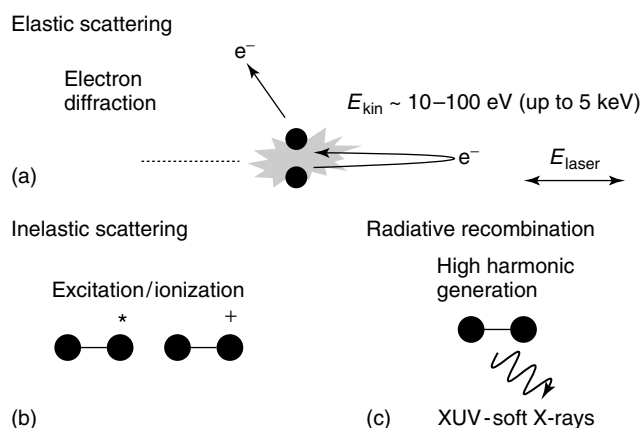 Elastic scattering
e⁻
Electron
diffraction
E_kin ~ 10–100 eV (up to 5 keV)
e⁻
E_laser
(a)
Inelastic scattering
Radiative recombination
High harmonic
generation
Excitation/ionization
*
+
(b)
(c)
XUV-soft X-rays